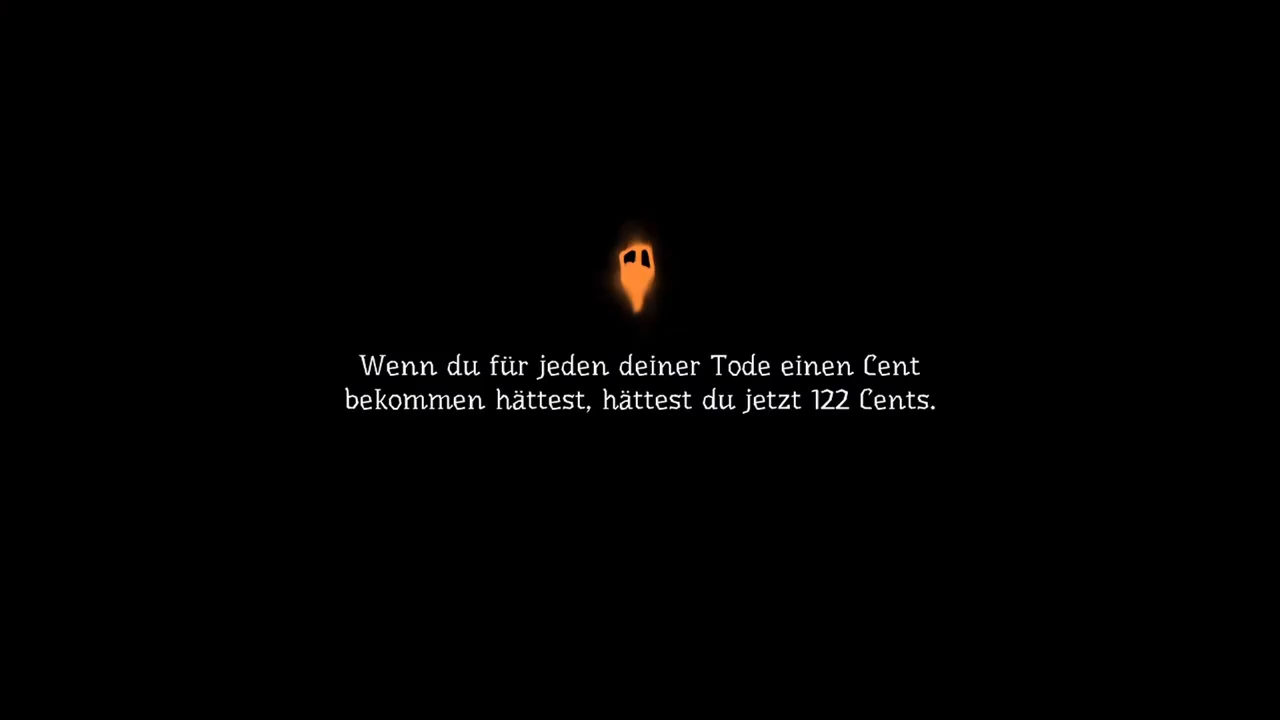 Wenn du für jeden deiner Tode einen Cent
bekommen hättest, hättest du jetzt 122 Cents.